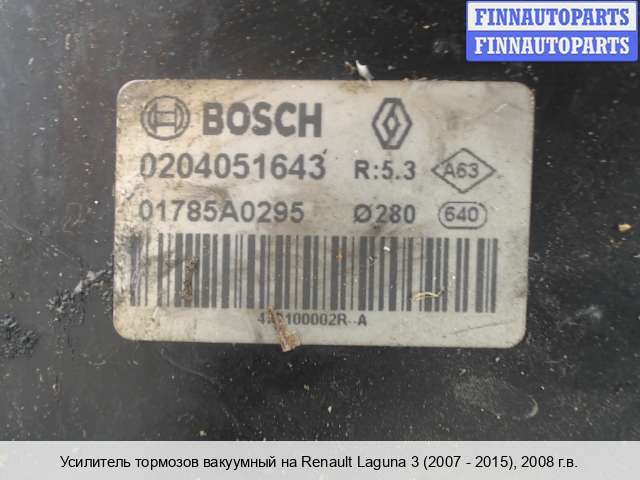 FINNAUTOPARTS
FINNAUTOPARTS
BOSCH
0204051643 R:5.3 A63
01785A0295 Ø280 640
Усилитель тормозов вакуумный на Renault Laguna 3 (2007 - 2015), 2008 г.в.